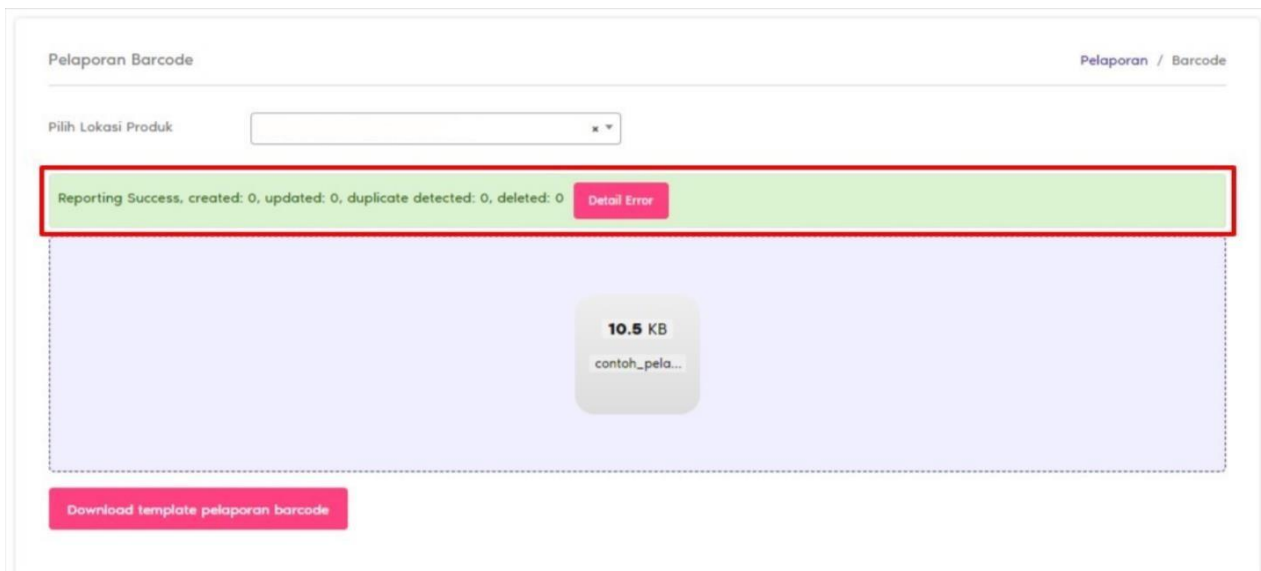 Pelaporan Barcode
Pelaporan / Barcode
Pilih Lokasi Produk
Reporting Success, created: 0, updated: 0, duplicate detected: 0, deleted: 0 Detail Error
10.5 KB
contoh_pela...
Download template pelaporan barcode